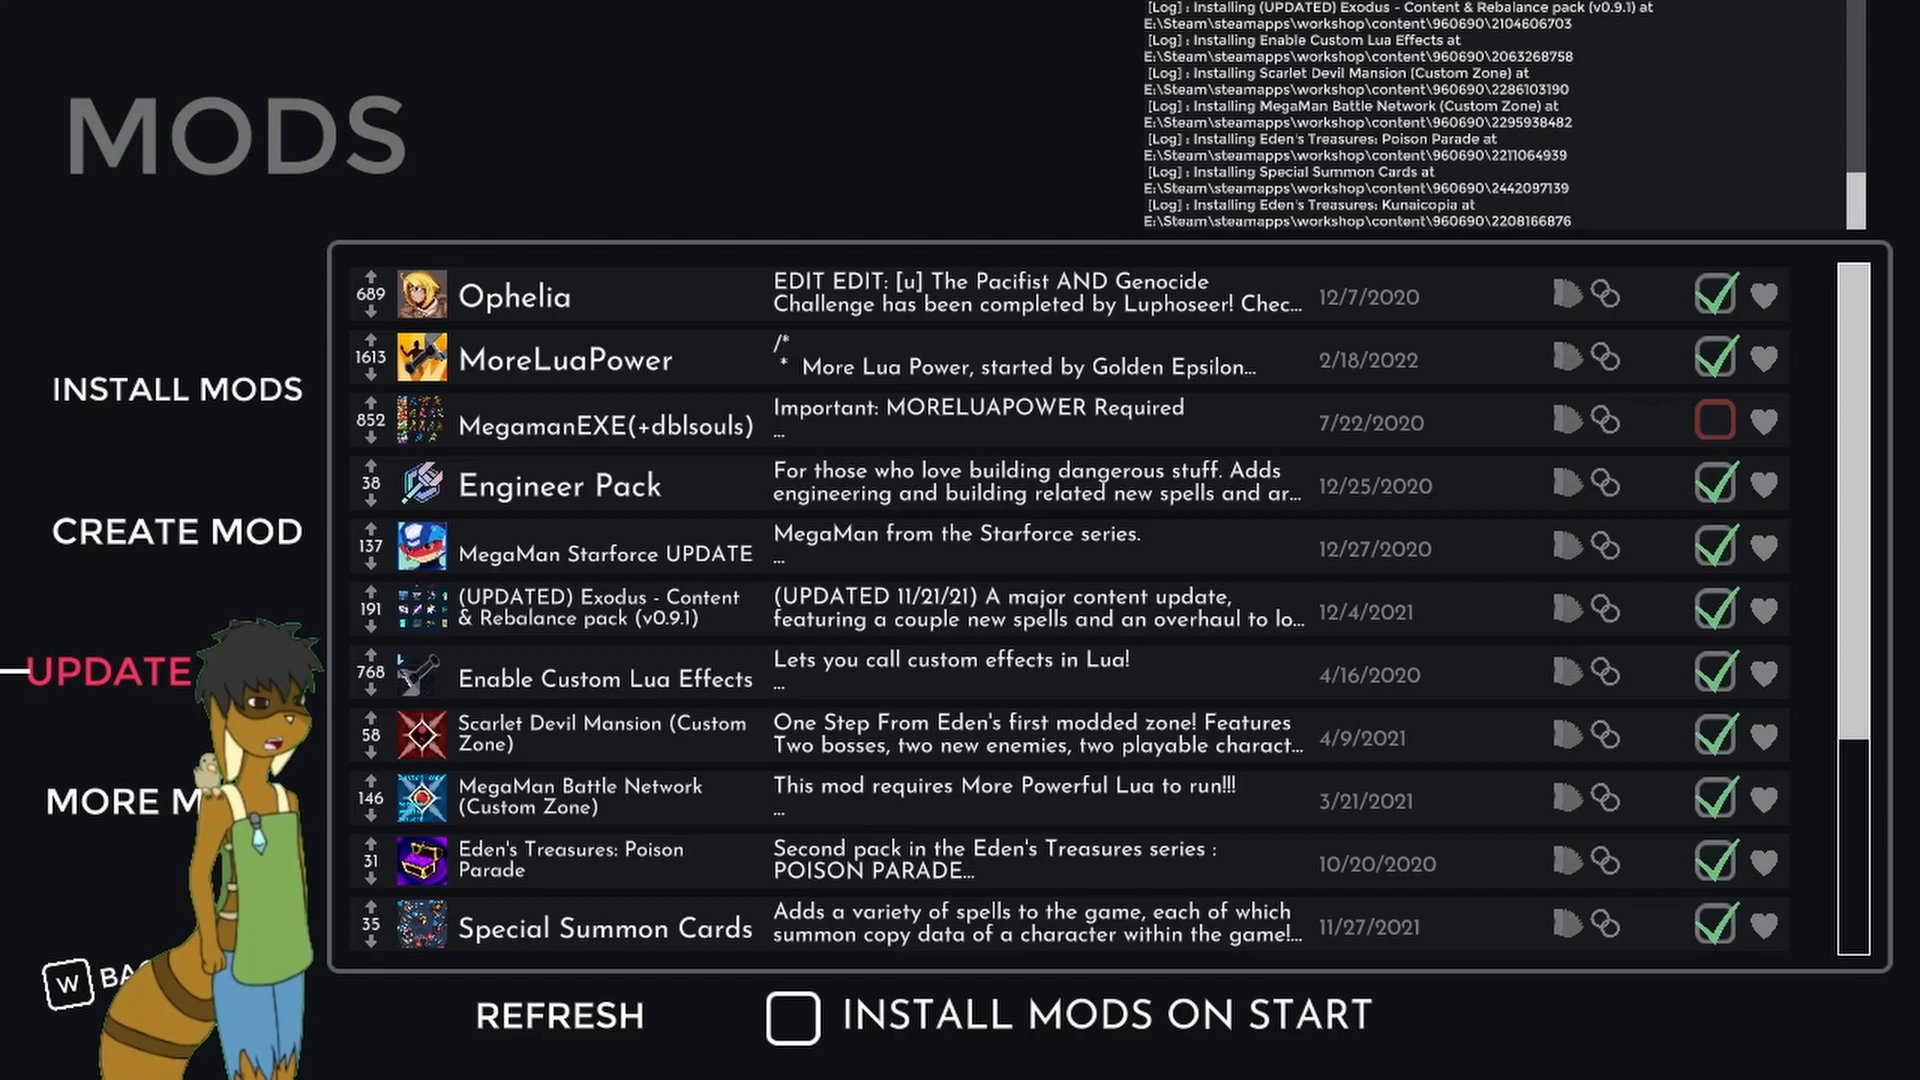 [Log] : Installing (UPDATED) Exodus - Content & Rebalance pack (v0.9.1) at
E:\Steam\steamapps\workshop\content\960690\2104606703
[Log] : Installing Enable Custom Lua Effects at
E:\Steam\steamapps\workshop\content\960690\2063268758
[Log] : Installing Scarlet Devil Mansion (Custom Zone) at
E:\Steam\steamapps\workshop\content\960690\2286103190
[Log] : Installing MegaMan Battle Network (Custom Zone) at
E:\Steam\steamapps\workshop\content\960690\2295938482
[Log] : Installing Eden's Treasures: Poison Parade at
E:\Steam\steamapps\workshop\content\960690\2211064939
[Log] : Installing Special Summon Cards at
E:\Steam\steamapps\workshop\content\960690\2442097139
[Log] : Installing Eden's Treasures: Kunaicopia at
E:\Steam\steamapps\workshop\content\960690\2208166876
MODS
INSTALL MODS
CREATE MOD
UPDATE
MORE M
W BA
689 Ophelia
EDIT EDIT: [u] The Pacifist AND Genocide
Challenge has been completed by Luphoseer! Chec...
12/7/2020
1613 MoreLuaPower
/*
* More Lua Power, started by Golden Epsilon...
2/18/2022
852 MegamanEXE(+dblsouls)
Important: MORELUAPOWER Required
...
7/22/2020
38 Engineer Pack
For those who love building dangerous stuff. Adds
engineering and building related new spells and ar...
12/25/2020
137 MegaMan Starforce UPDATE
MegaMan from the Starforce series.
...
12/27/2020
191 (UPDATED) Exodus - Content
& Rebalance pack (v0.9.1)
(UPDATED 11/21/21) A major content update,
featuring a couple new spells and an overhaul to lo...
12/4/2021
768 Enable Custom Lua Effects
Lets you call custom effects in Lua!
...
4/16/2020
58 Scarlet Devil Mansion (Custom
Zone)
One Step From Eden's first modded zone! Features
Two bosses, two new enemies, two playable charact...
4/9/2021
146 MegaMan Battle Network
(Custom Zone)
This mod requires More Powerful Lua to run!!!
...
3/21/2021
31 Eden's Treasures: Poison
Parade
Second pack in the Eden's Treasures series :
POISON PARADE...
10/20/2020
35 Special Summon Cards
Adds a variety of spells to the game, each of which
summon copy data of a character within the game!...
11/27/2021
REFRESH
INSTALL MODS ON START